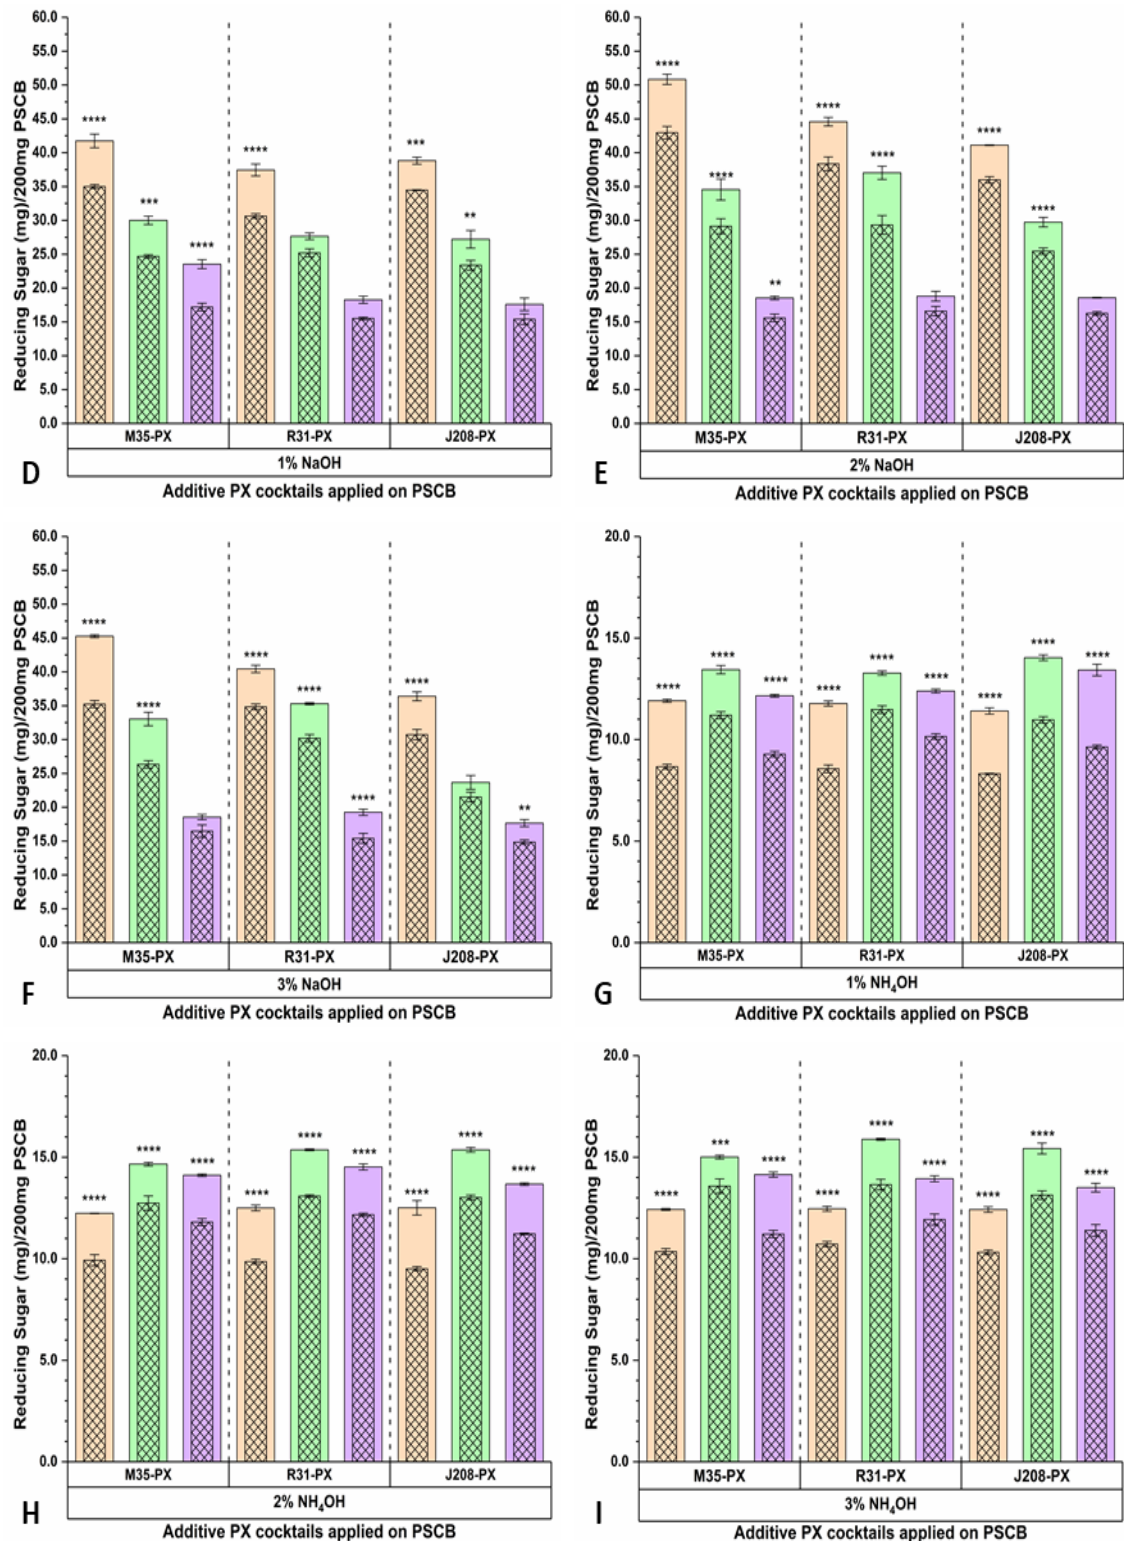 60.0
55.0
50.0
45.0
40.0
35.0
30.0
25.0
20.0
15.0
10.0
5.0
0.0
Reducing Sugar (mg)/200mg PSCB
**** *** **** **** *** **
M35-PX R31-PX J208-PX
1% NaOH
Additive PX cocktails applied on PSCB
D
60.0
55.0
50.0
45.0
40.0
35.0
30.0
25.0
20.0
15.0
10.0
5.0
0.0
Reducing Sugar (mg)/200mg PSCB
**** **** ** **** **** **** ****
M35-PX R31-PX J208-PX
2% NaOH
Additive PX cocktails applied on PSCB
E
60.0
55.0
50.0
45.0
40.0
35.0
30.0
25.0
20.0
15.0
10.0
5.0
0.0
Reducing Sugar (mg)/200mg PSCB
**** **** **** **** **** **** **
M35-PX R31-PX J208-PX
3% NaOH
Additive PX cocktails applied on PSCB
F
20.0
15.0
10.0
5.0
0.0
Reducing Sugar (mg)/200mg PSCB
**** **** **** **** **** **** **** **** ****
M35-PX R31-PX J208-PX
1% NH₄OH
Additive PX cocktails applied on PSCB
G
20.0
15.0
10.0
5.0
0.0
Reducing Sugar (mg)/200mg PSCB
**** **** **** **** **** **** **** **** ****
M35-PX R31-PX J208-PX
2% NH₄OH
Additive PX cocktails applied on PSCB
H
20.0
15.0
10.0
5.0
0.0
Reducing Sugar (mg)/200mg PSCB
**** *** **** **** **** **** **** **** ****
M35-PX R31-PX J208-PX
3% NH₄OH
Additive PX cocktails applied on PSCB
I